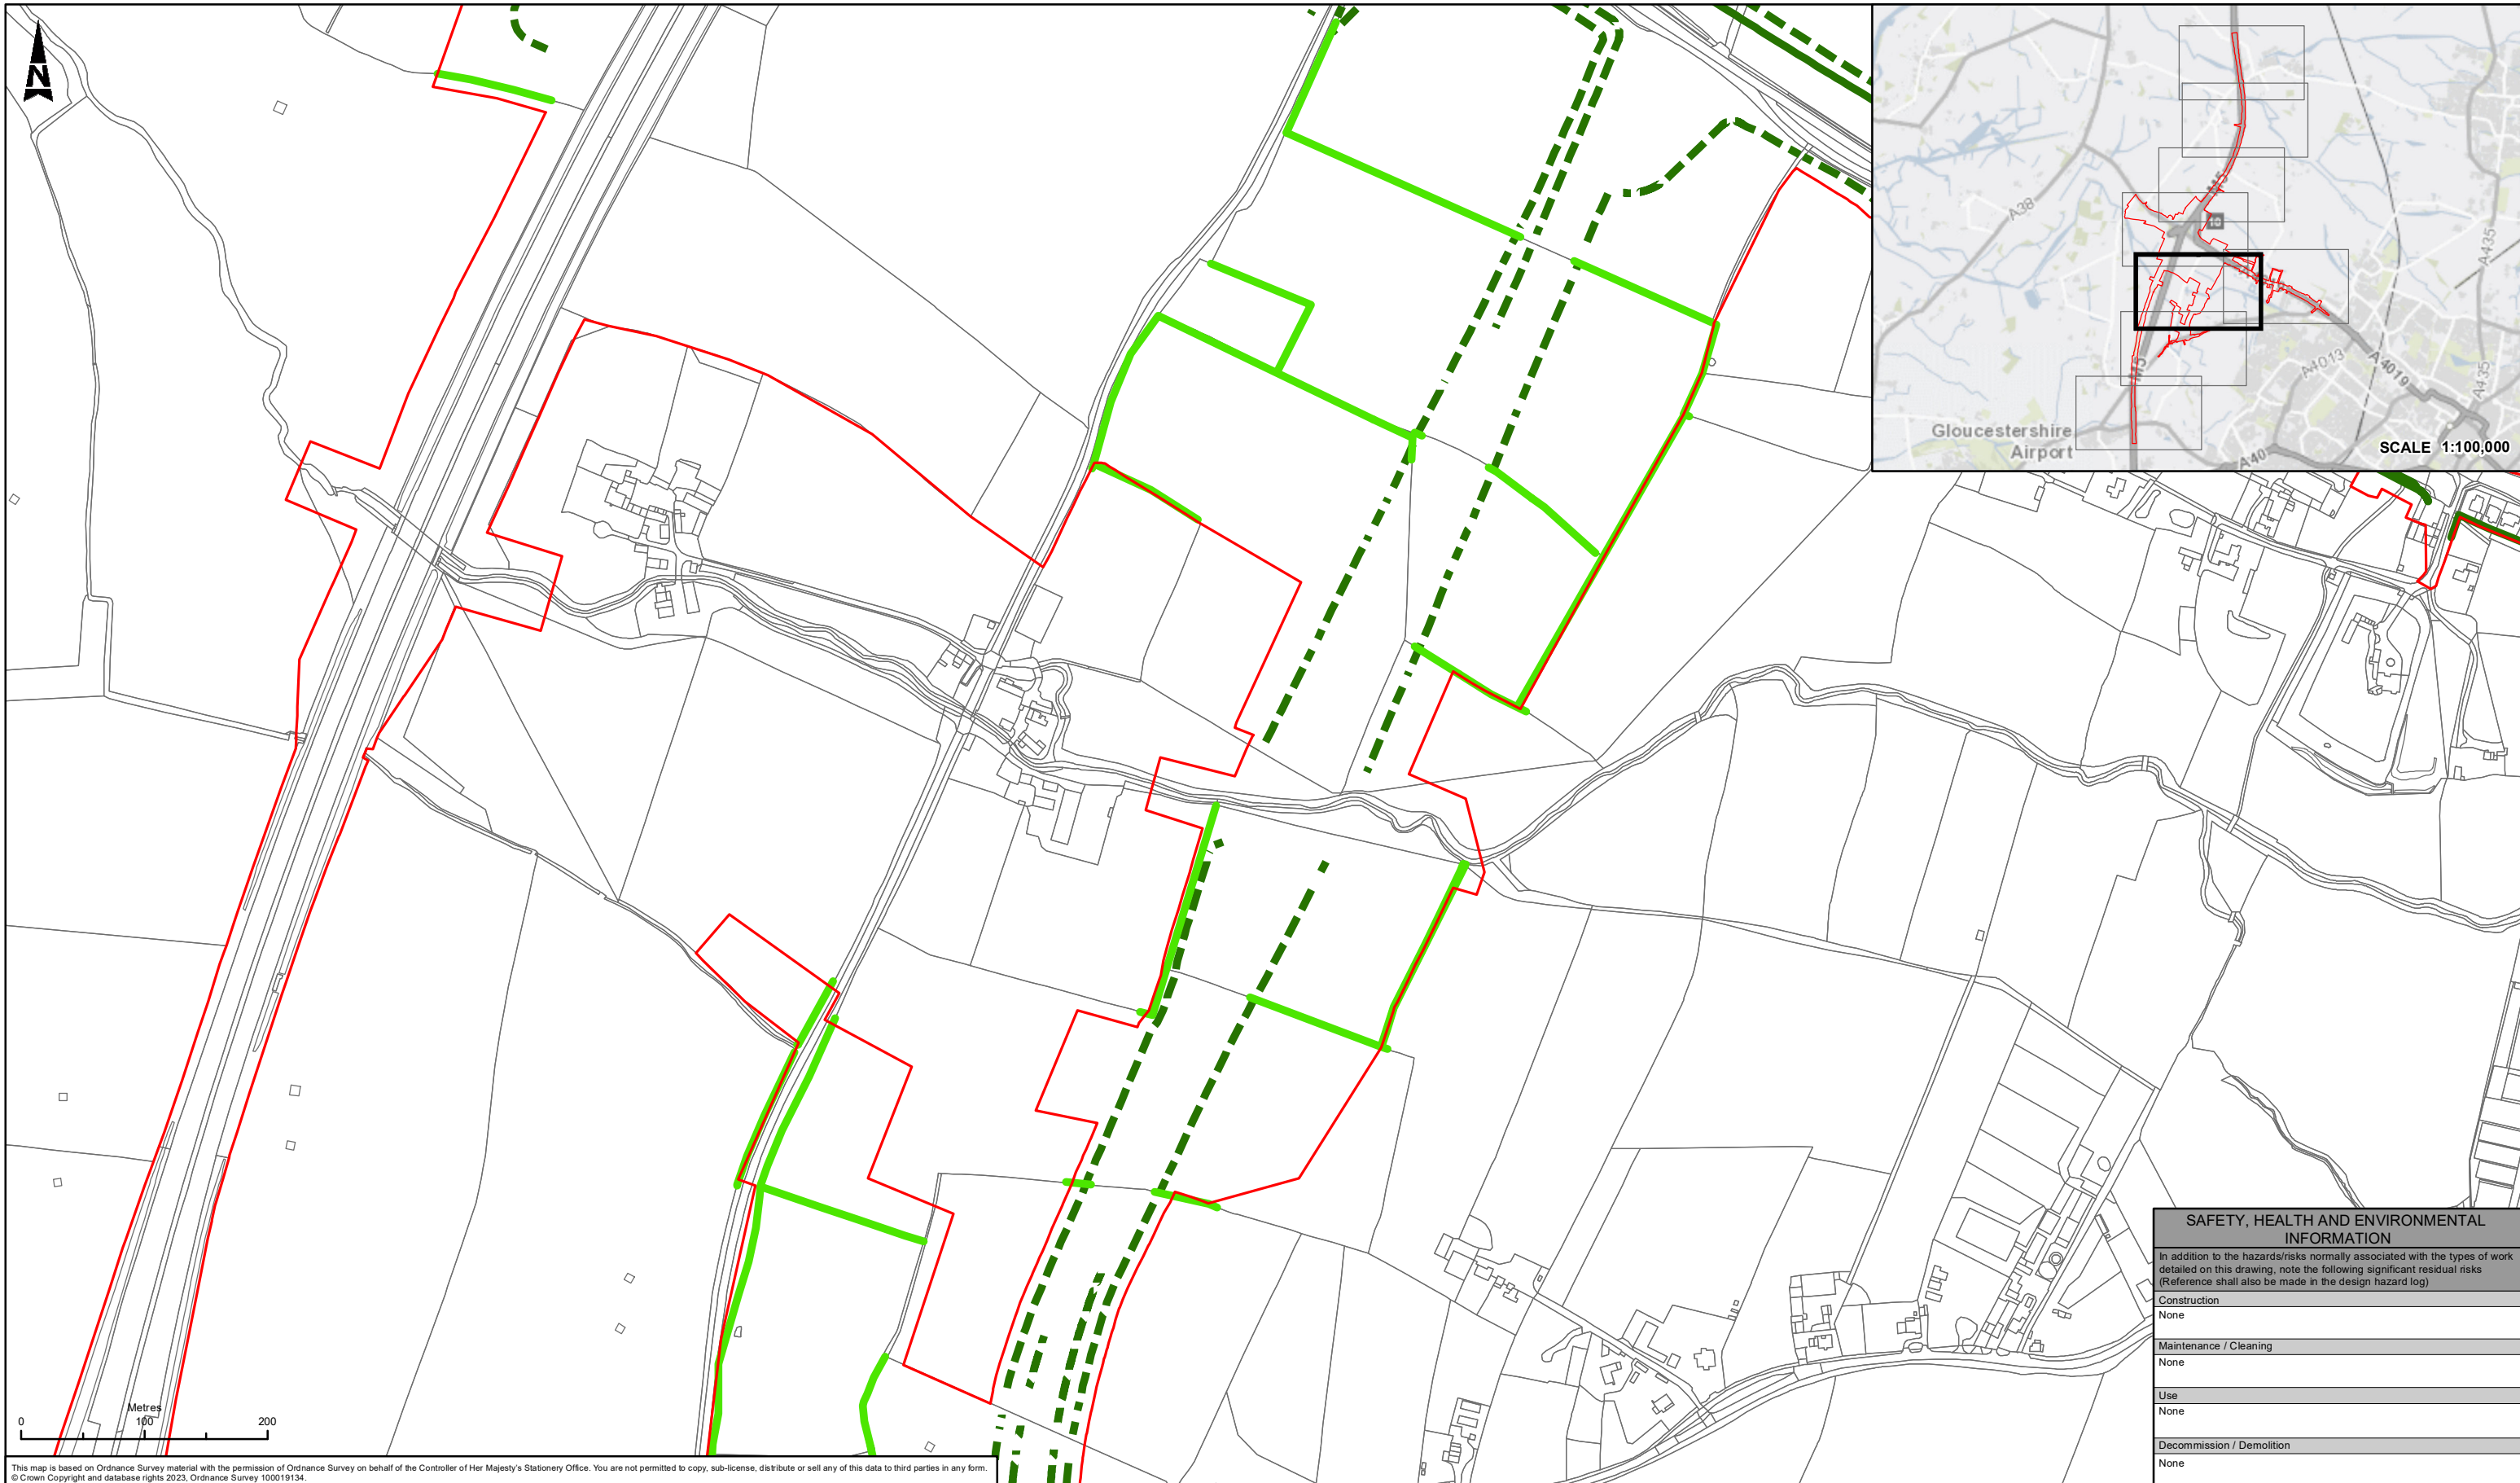 N
A38
M5
10
A435
A4013
A4019
A435
M5
Gloucestershire
Airport
A40
SCALE 1:100,000
SAFETY, HEALTH AND ENVIRONMENTAL
INFORMATION
In addition to the hazards/risks normally associated with the types of work
detailed on this drawing, note the following significant residual risks
(Reference shall also be made in the design hazard log)
Construction
None
Maintenance / Cleaning
None
Use
None
Decommission / Demolition
None
Metres
0 100 200
This map is based on Ordnance Survey material with the permission of Ordnance Survey on behalf of the Controller of Her Majesty's Stationery Office. You are not permitted to copy, sub-license, distribute or sell any of this data to third parties in any form.
© Crown Copyright and database rights 2023, Ordnance Survey 100019134.